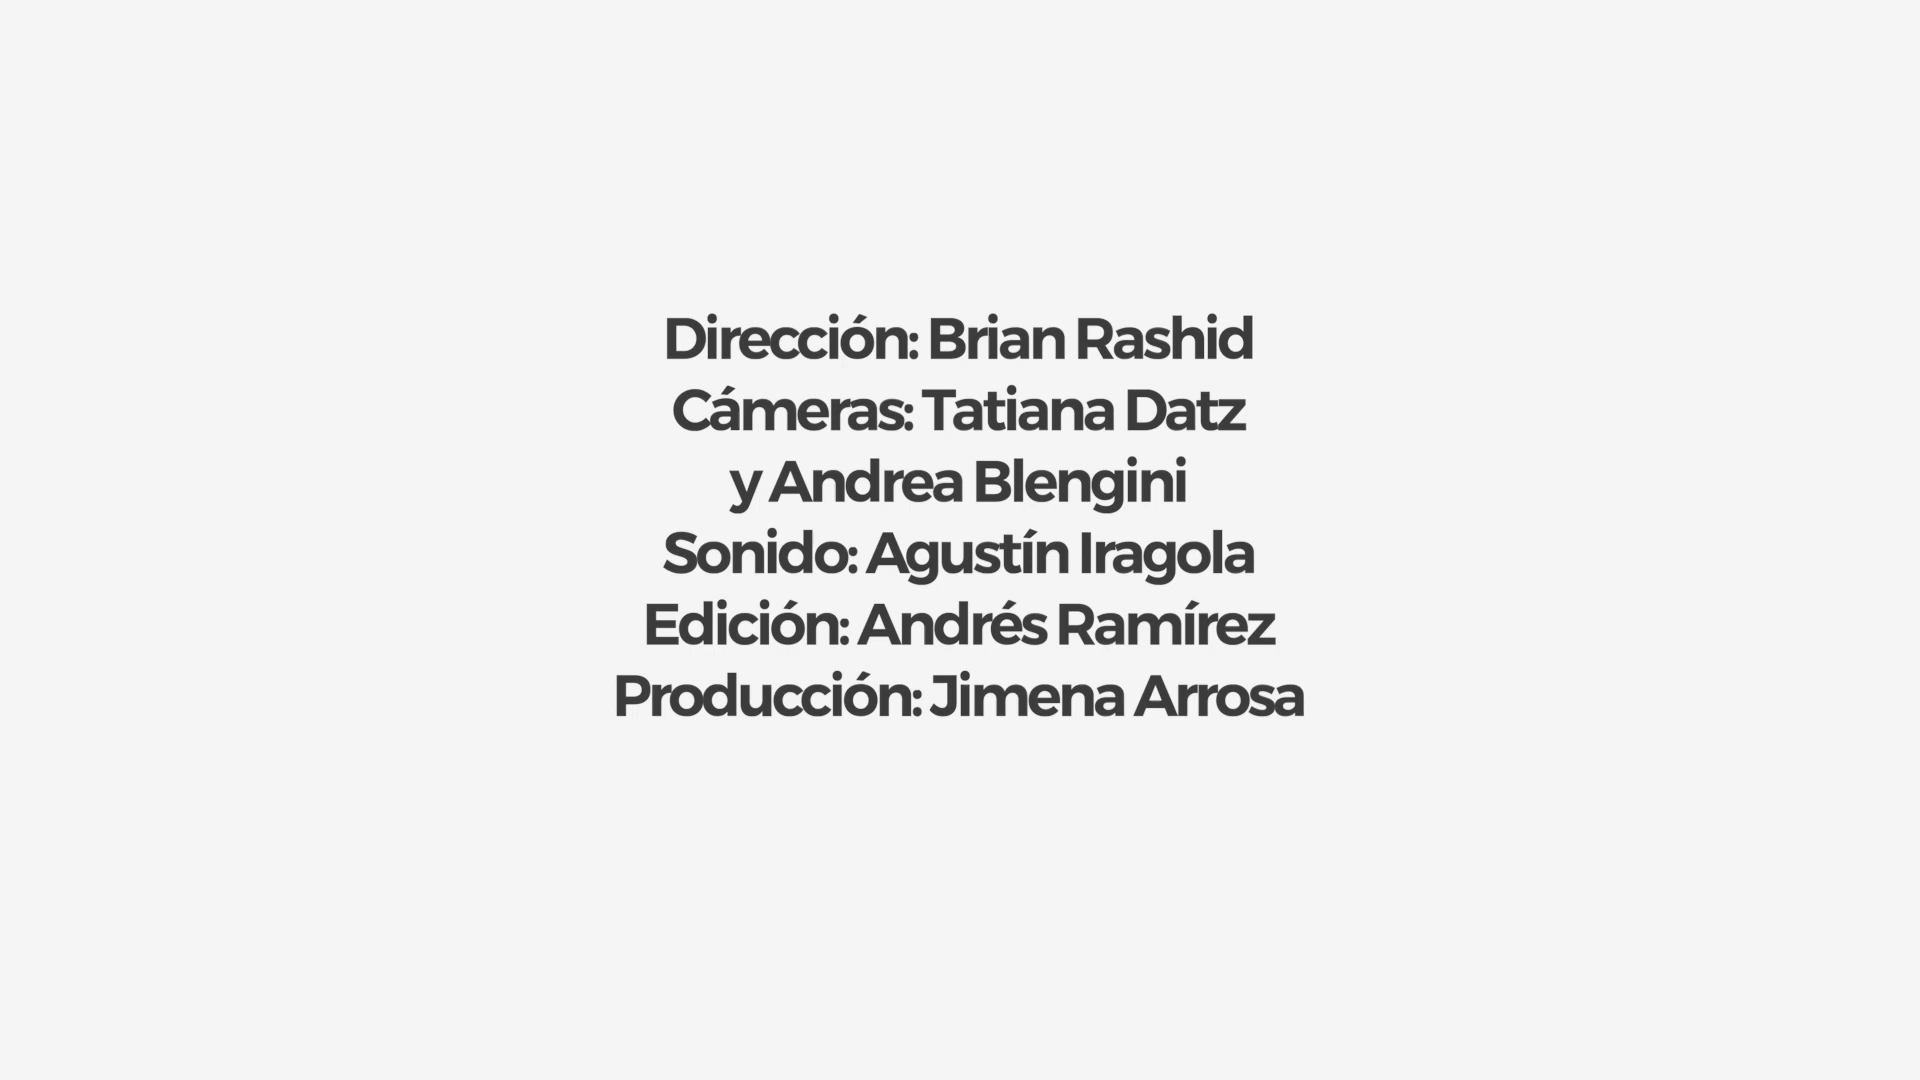 Dirección: Brian Rashid
Cámeras: Tatiana Datz
y Andrea Blengini
Sonido: Agustín Iragola
Edición: Andrés Ramírez
Producción: Jimena Arrosa